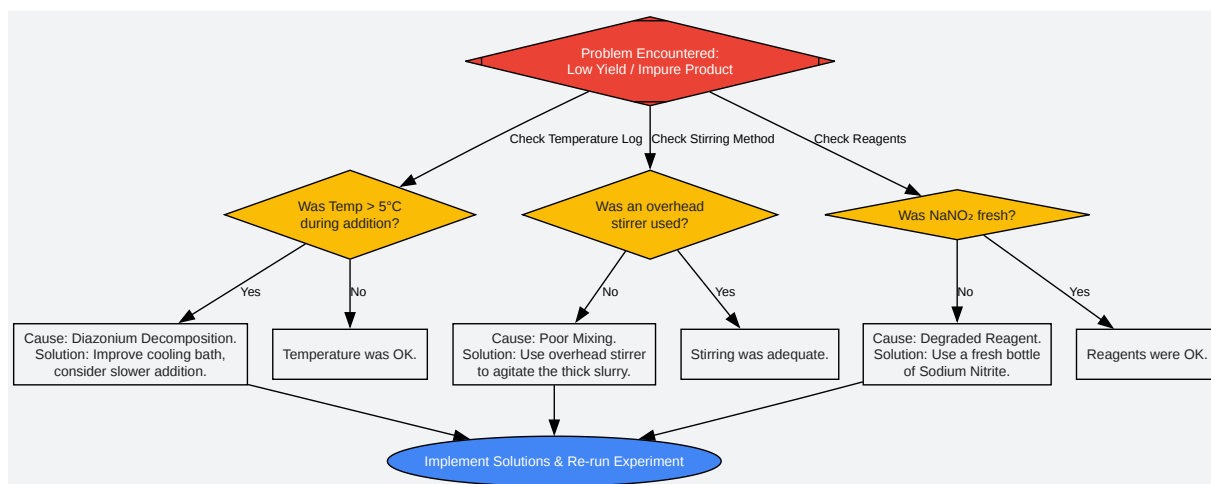 Problem Encountered:
Low Yield / Impure Product
Check Temperature Log
Check Stirring Method
Check Reagents
Was Temp > 5°C
during addition?
Was an overhead
stirrer used?
Was NaNO₂ fresh?
Yes
No
No
Yes
No
Yes
Cause: Diazonium Decomposition.
Solution: Improve cooling bath,
consider slower addition.
Temperature was OK.
Cause: Poor Mixing.
Solution: Use overhead stirrer
to agitate the thick slurry.
Stirring was adequate.
Cause: Degraded Reagent.
Solution: Use a fresh bottle
of Sodium Nitrite.
Reagents were OK.
Implement Solutions & Re-run Experiment